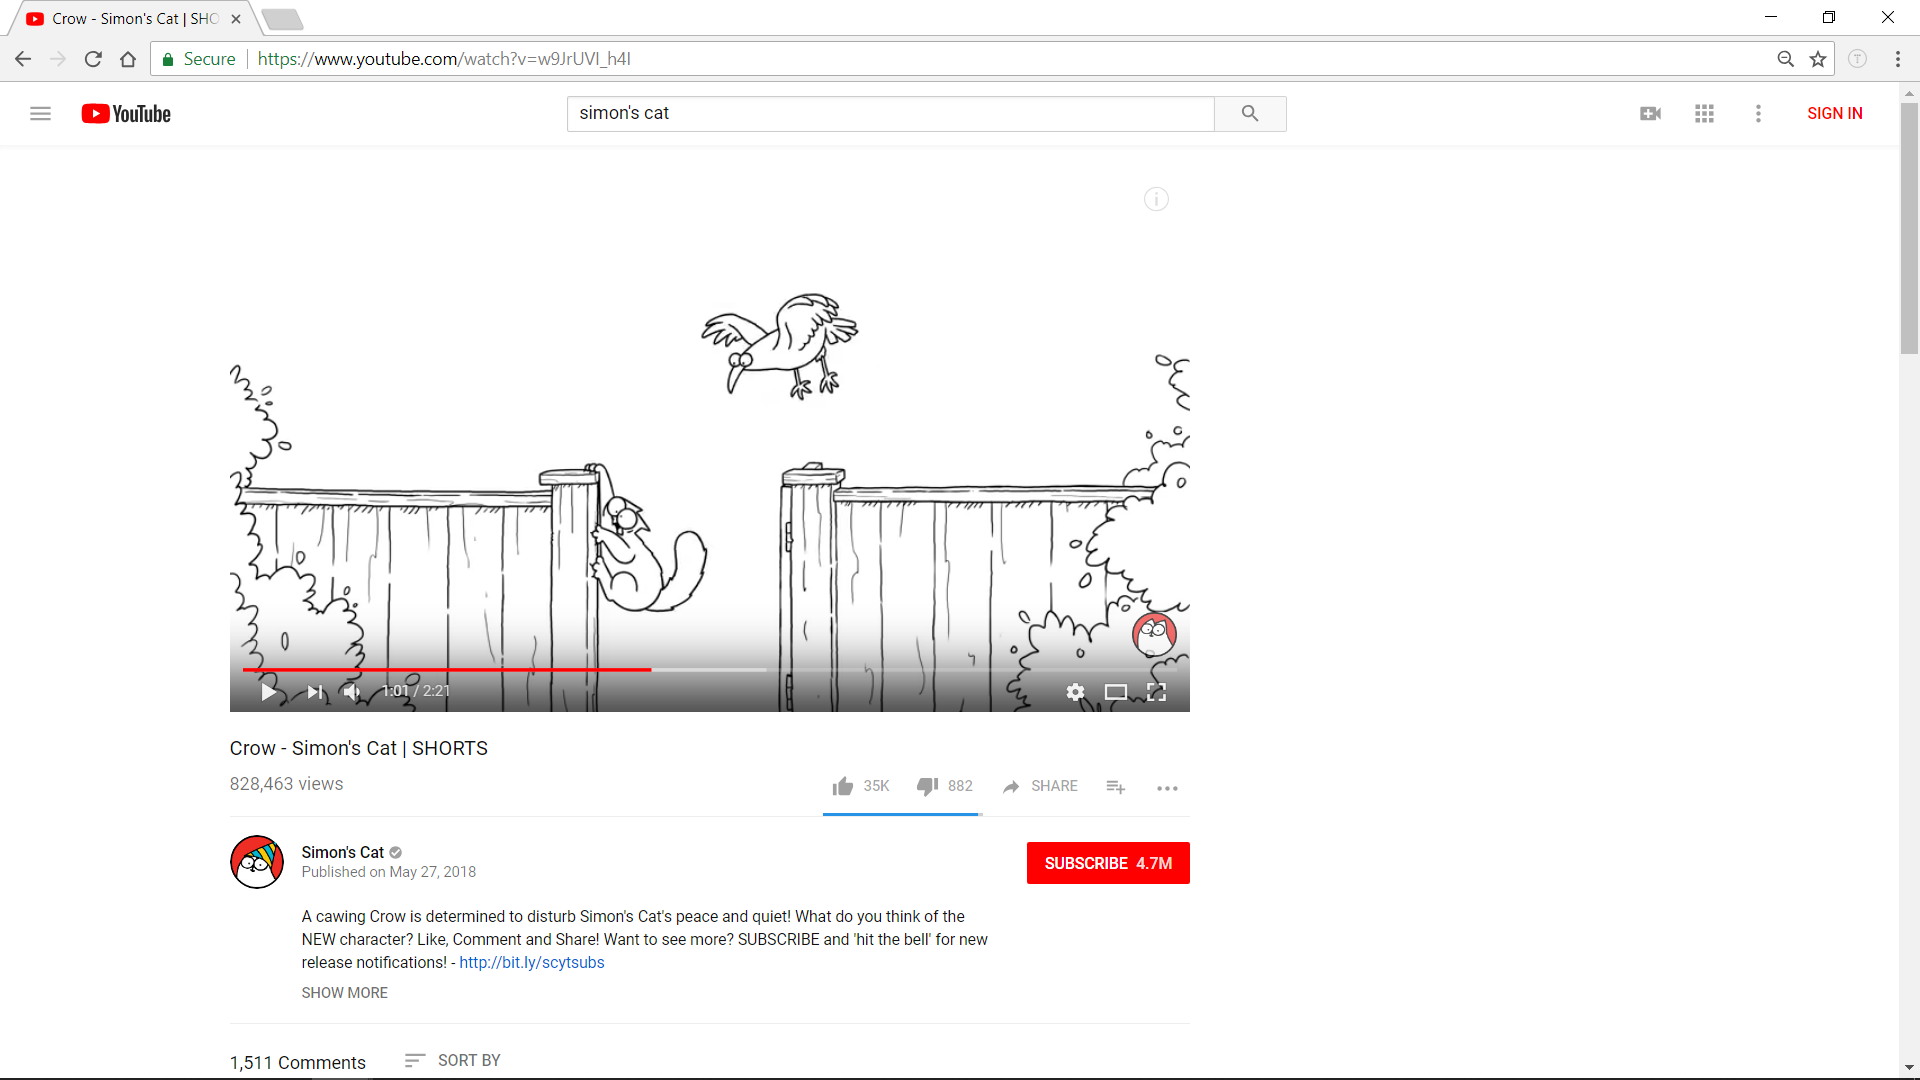 Crow - Simon's Cat | SHO
Secure
https://www.youtube.com/watch?v=w9JrUVI_h4I
YouTube
simon's cat
SIGN IN
1:01 / 2:21
Crow - Simon's Cat | SHORTS
828,463 views
35K
882
SHARE
Simon's Cat
Published on May 27, 2018
SUBSCRIBE 4.7M
A cawing Crow is determined to disturb Simon's Cat's peace and quiet! What do you think of the
NEW character? Like, Comment and Share! Want to see more? SUBSCRIBE and 'hit the bell' for new
release notifications! - http://bit.ly/scytsubs
SHOW MORE
1,511 Comments
SORT BY